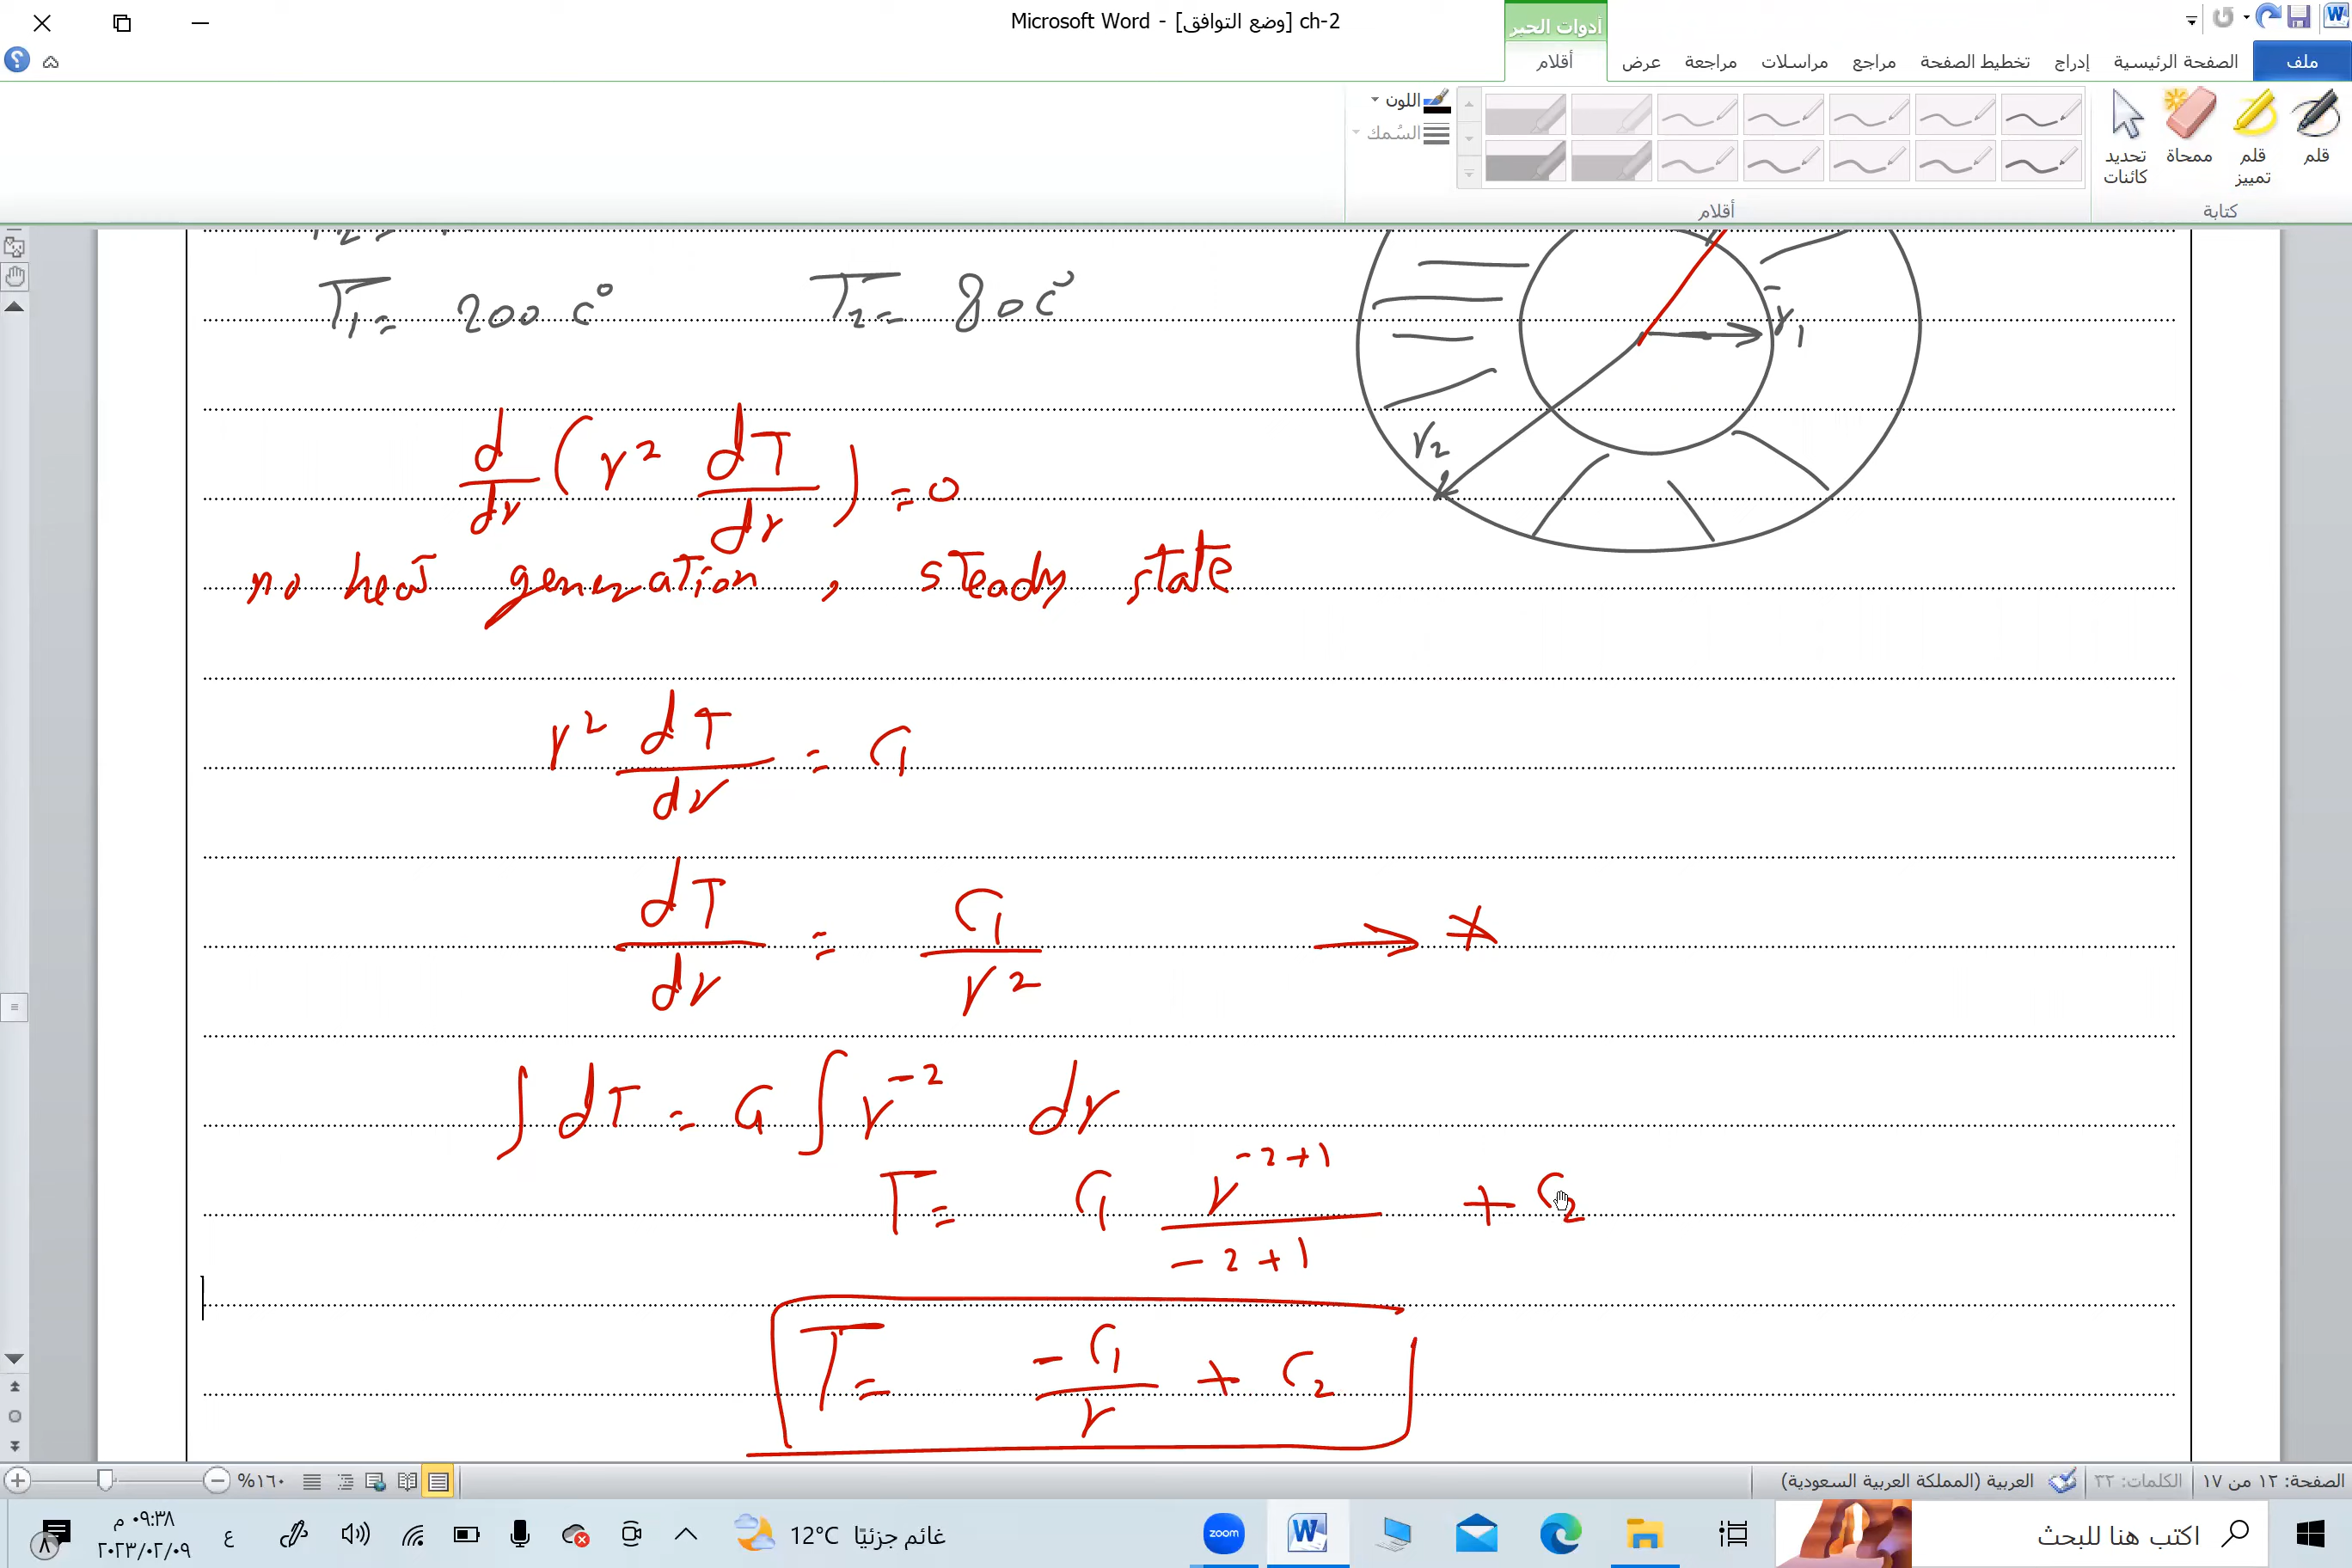 ch-2 [وضع التوافق] - Microsoft Word
أدوات الحبر
ملف
الصفحة الرئيسية
إدراج
تخطيط الصفحة
مراجع
مراسلات
مراجعة
عرض
أقلام
قلم
قلم تمييز
ممحاة
تحديد كائنات
اللون
السُمك
كتابة
أقلام
T₁ = 200 c°
T₂ = 80 c°
r₁
r₂
d/dr (r² dT/dr) = 0
no heat generation, steady state
r² dT/dr = C₁
dT/dr = C₁/r² → *
∫ dT = C₁ ∫ r⁻² dr
T = C₁ r⁻²⁺¹/-2+1 + C₂
T = -C₁/r + C₂
الصفحة: ١٢ من ١٧
الكلمات: ٣٢
العربية (المملكة العربية السعودية)
%١٦٠
اكتب هنا للبحث
zoom
12°C غائم جزئيًا
ع
٠٩:٣٨ م
٢٠٢٣/٠٢/٠٩
٨